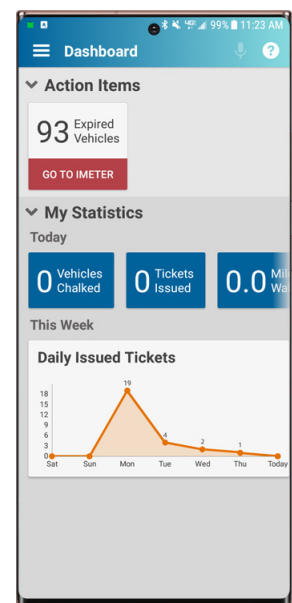 99% 11:23 AM
Dashboard
?
Action Items
93 Expired
Vehicles
GO TO IMETER
My Statistics
Today
0 Vehicles
Chalked
0 Tickets
Issued
0.0
This Week
Daily Issued Tickets
19
18
15
12
9
6
3
0
4
2
1
Sat Sun Mon Tue Wed Thu Today